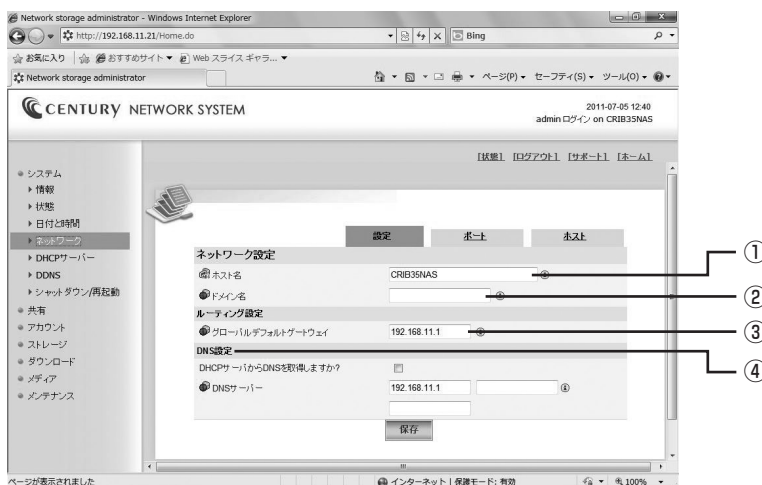 Network storage administrator - Windows Internet Explorer
http://192.168.11.21/Home.do
Bing
お気に入り
おすすめサイト ▼
Web スライス ギャラ... ▼
Network storage administrator
ページ(P) ▼
セーフティ(S) ▼
ツール(O) ▼
CENTURY NETWORK SYSTEM
2011-07-05 12:40
admin ログイン on CRIB35NAS
[状態] [ログアウト] [サポート] [ホーム]
システム
情報
状態
日付と時間
ネットワーク
DHCPサーバー
DDNS
シャットダウン/再起動
共有
アカウント
ストレージ
ダウンロード
メディア
メンテナンス
設定
ポート
ホスト
ネットワーク設定
ホスト名
CRIB35NAS
①
ドメイン名
②
ルーティング設定
グローバルデフォルトゲートウェイ
192.168.11.1
③
DNS設定
④
DHCPサーバからDNSを取得しますか?
DNSサーバー
192.168.11.1
保存
ページが表示されました
インターネット | 保護モード: 有効
100%